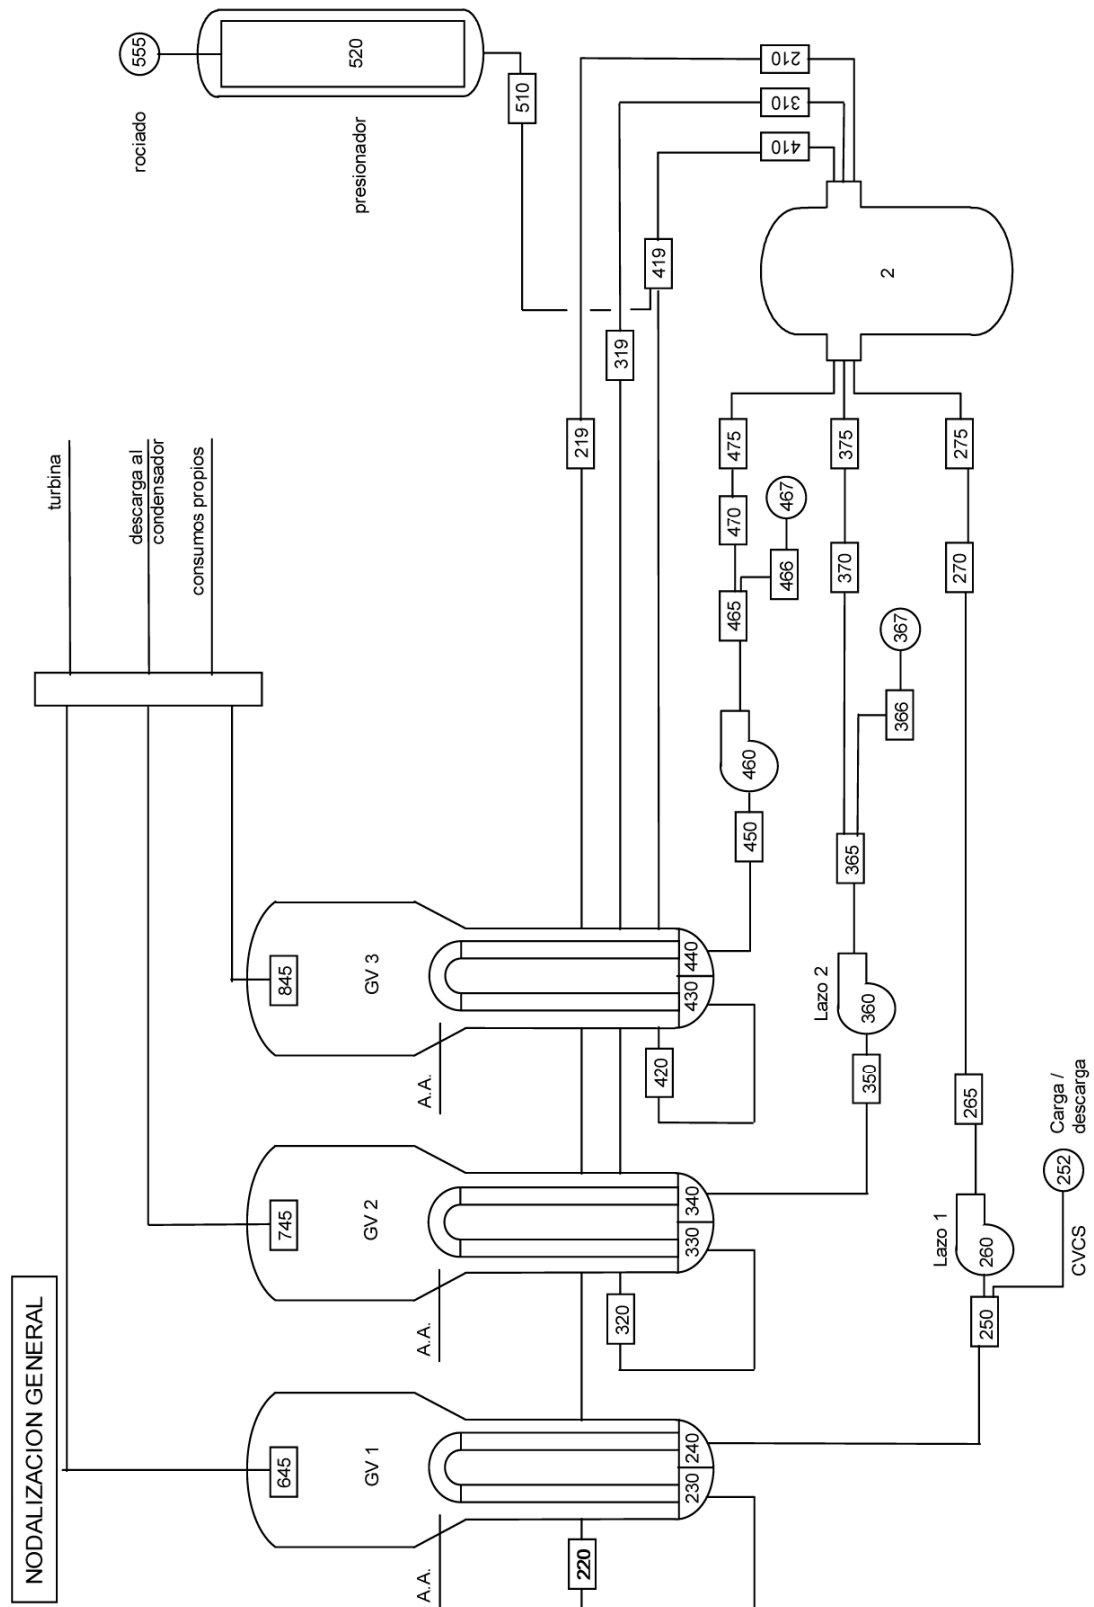 NODALIZACION GENERAL
turbina
descarga al
condensador
consumos propios
rociado
555
520
presionador
510
645
GV 1
A.A.
745
GV 2
A.A.
845
GV 3
A.A.
220
230
240
320
330
340
420
430
440
219
319
419
210
310
410
2
450
460
465
466
467
470
475
Lazo 2
350
360
365
366
367
370
375
Lazo 1
250
260
265
270
275
CVCS
252
Carga /
descarga